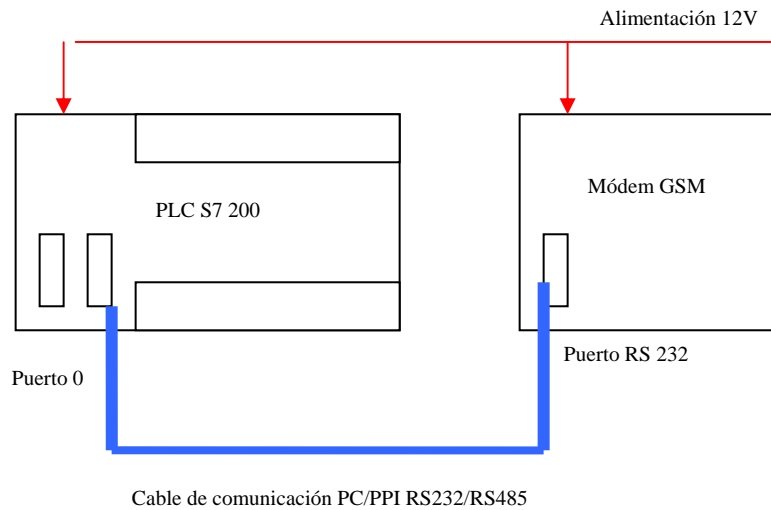 Alimentación 12V
Módem GSM
PLC S7 200
Puerto RS 232
Puerto 0
Cable de comunicación PC/PPI RS232/RS485